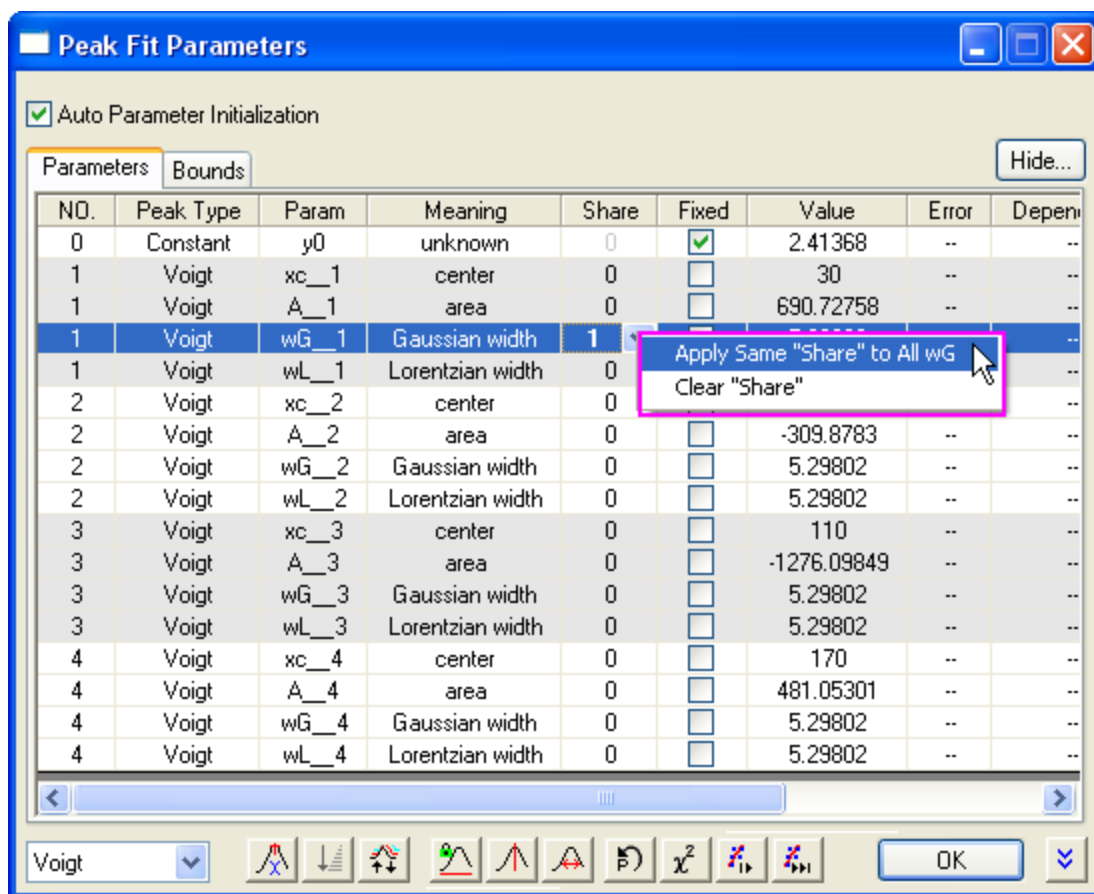 Peak Fit Parameters
Auto Parameter Initialization
Parameters Bounds Hide...
NO. Peak Type Param Meaning Share Fixed Value Error Depen
0 Constant y0 unknown 0 2.41368 --
1 Voigt xc__1 center 0 30 -- --
1 Voigt A__1 area 0 690.72758 -- --
1 Voigt wG__1 Gaussian width 1 --
Apply Same "Share" to All wG
1 Voigt wL__1 Lorentzian width 0 --
Clear "Share"
2 Voigt xc__2 center 0 --
2 Voigt A__2 area 0 -309.8783 -- --
2 Voigt wG__2 Gaussian width 0 5.29802 -- --
2 Voigt wL__2 Lorentzian width 0 5.29802 -- --
3 Voigt xc__3 center 0 110 -- --
3 Voigt A__3 area 0 -1276.09849 -- --
3 Voigt wG__3 Gaussian width 0 5.29802 -- --
3 Voigt wL__3 Lorentzian width 0 5.29802 -- --
4 Voigt xc__4 center 0 170 -- --
4 Voigt A__4 area 0 481.05301 -- --
4 Voigt wG__4 Gaussian width 0 5.29802 -- --
4 Voigt wL__4 Lorentzian width 0 5.29802 -- --
Voigt χ² OK